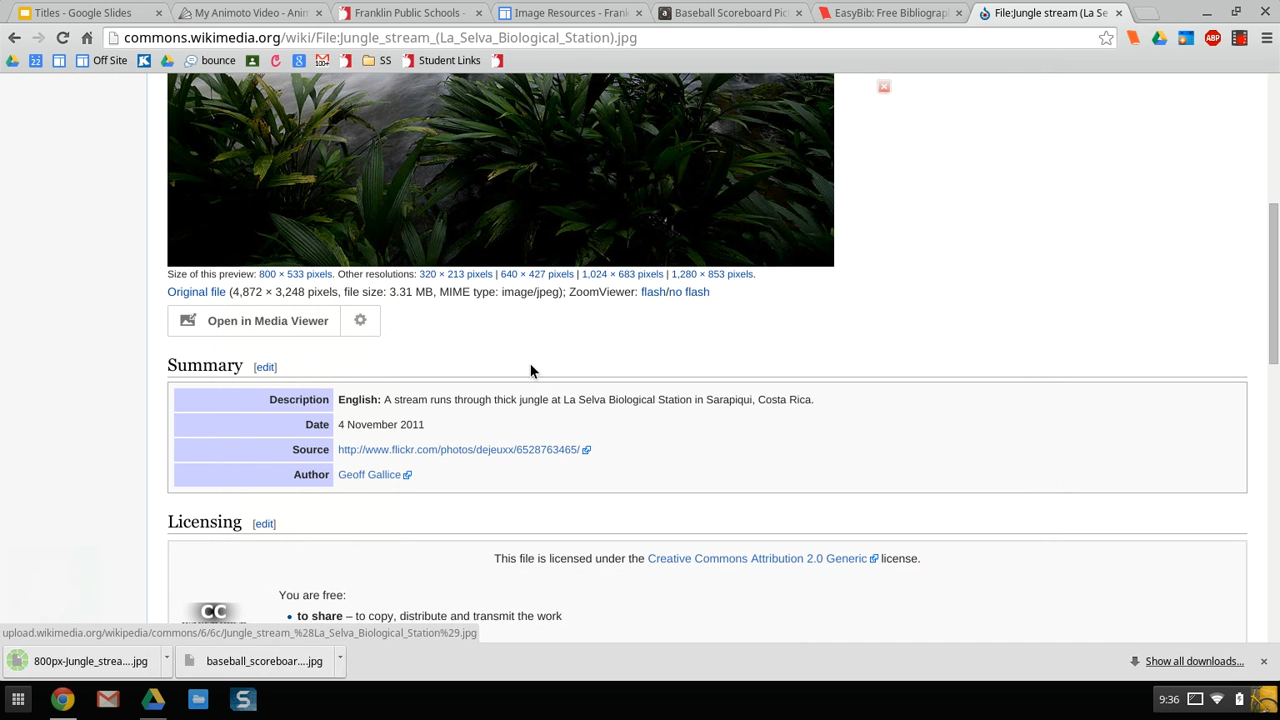 Titles - Google Slides
My Animoto Video - Anim
Franklin Public Schools -
Image Resources - Frank
Baseball Scoreboard Pic
EasyBib: Free Bibliograp
File:Jungle stream (La Se
commons.wikimedia.org/wiki/File:Jungle_stream_(La_Selva_Biological_Station).jpg
Off Site bounce SS Student Links
Size of this preview: 800 × 533 pixels. Other resolutions: 320 × 213 pixels | 640 × 427 pixels | 1,024 × 683 pixels | 1,280 × 853 pixels.
Original file (4,872 × 3,248 pixels, file size: 3.31 MB, MIME type: image/jpeg); ZoomViewer: flash/no flash
Open in Media Viewer
Summary [edit]
Description English: A stream runs through thick jungle at La Selva Biological Station in Sarapiqui, Costa Rica.
Date 4 November 2011
Source http://www.flickr.com/photos/dejeuxx/6528763465/
Author Geoff Gallice
Licensing [edit]
This file is licensed under the Creative Commons Attribution 2.0 Generic license.
You are free:
CC
• to share – to copy, distribute and transmit the work
upload.wikimedia.org/wikipedia/commons/6/6c/Jungle_stream_%28La_Selva_Biological_Station%29.jpg
800px-Jungle_strea....jpg
baseball_scoreboar....jpg
Show all downloads...
9:36